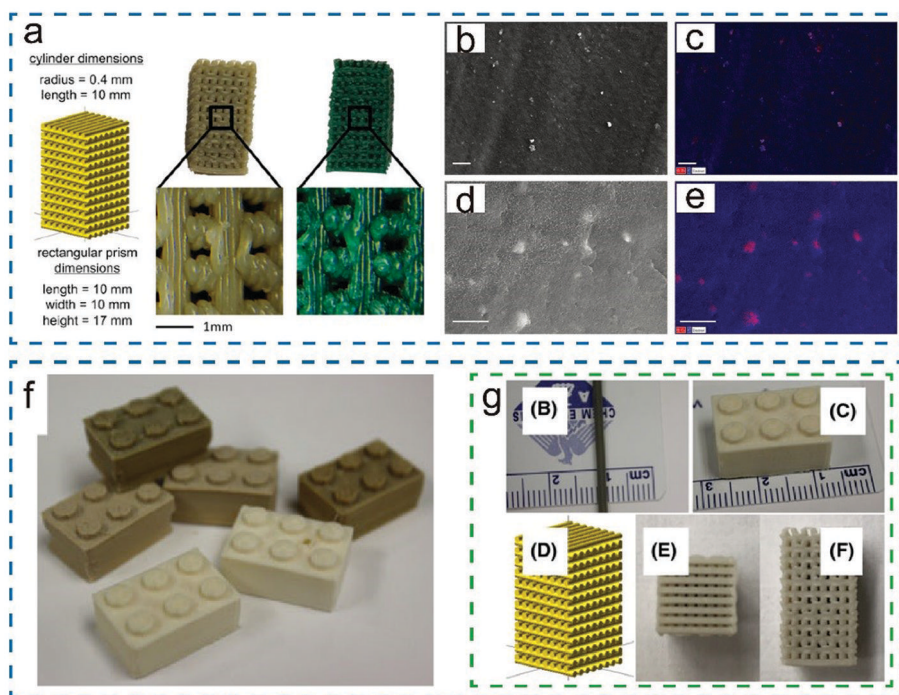 a
cylinder dimensions
radius = 0.4 mm
length = 10 mm
rectangular prism
dimensions
length = 10 mm
width = 10 mm
height = 17 mm
1mm
b
c
d
e
f
g
(B)
CHEM
A
cm 1 2
(C)
cm 1 2 3
(D)
(E)
(F)